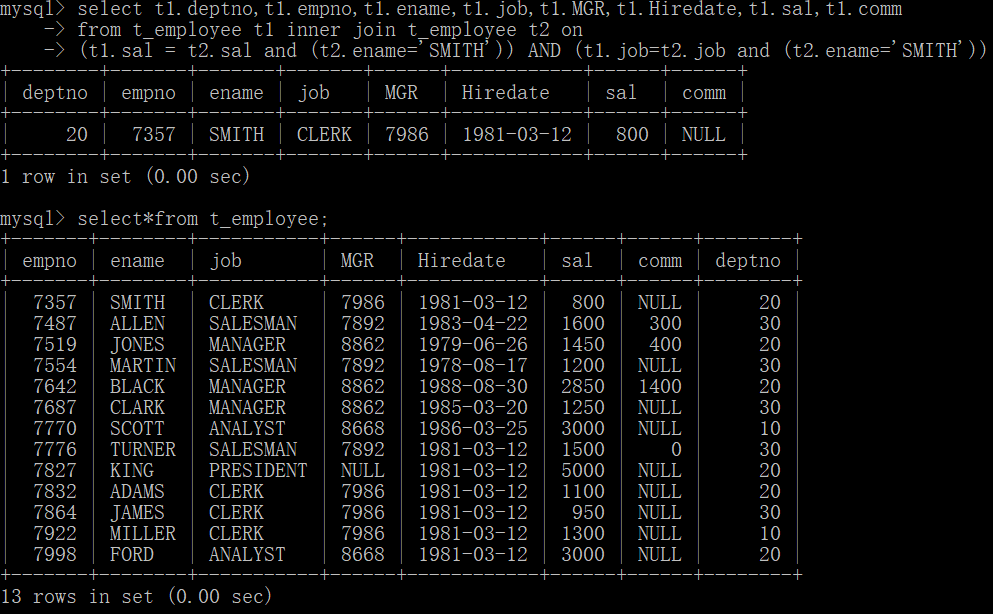 mysql> select t1.deptno,t1.empno,t1.ename,t1.job,t1.MGR,t1.Hiredate,t1.sal,t1.comm
    -> from t_employee t1 inner join t_employee t2 on
    -> (t1.sal = t2.sal and (t2.ename='SMITH')) AND (t1.job=t2.job and (t2.ename='SMITH'))
+--------+-------+-------+-------+------+------------+------+------+
| deptno | empno | ename | job   | MGR  | Hiredate   | sal  | comm |
+--------+-------+-------+-------+------+------------+------+------+
|     20 |  7357 | SMITH | CLERK | 7986 | 1981-03-12 |  800 | NULL |
+--------+-------+-------+-------+------+------------+------+------+
1 row in set (0.00 sec)

mysql> select*from t_employee;
+-------+--------+-----------+------+------------+------+------+--------+
| empno | ename  | job       | MGR  | Hiredate   | sal  | comm | deptno |
+-------+--------+-----------+------+------------+------+------+--------+
|  7357 | SMITH  | CLERK     | 7986 | 1981-03-12 |  800 | NULL |     20 |
|  7487 | ALLEN  | SALESMAN  | 7892 | 1983-04-22 | 1600 |  300 |     30 |
|  7519 | JONES  | MANAGER   | 8862 | 1979-06-26 | 1450 |  400 |     20 |
|  7554 | MARTIN | SALESMAN  | 7892 | 1978-08-17 | 1200 | NULL |     30 |
|  7642 | BLACK  | MANAGER   | 8862 | 1988-08-30 | 2850 | 1400 |     20 |
|  7687 | CLARK  | MANAGER   | 8862 | 1985-03-20 | 1250 | NULL |     30 |
|  7770 | SCOTT  | ANALYST   | 8668 | 1986-03-25 | 3000 | NULL |     10 |
|  7776 | TURNER | SALESMAN  | 7892 | 1981-03-12 | 1500 |    0 |     30 |
|  7827 | KING   | PRESIDENT | NULL | 1981-03-12 | 5000 | NULL |     20 |
|  7832 | ADAMS  | CLERK     | 7986 | 1981-03-12 | 1100 | NULL |     20 |
|  7864 | JAMES  | CLERK     | 7986 | 1981-03-12 |  950 | NULL |     30 |
|  7922 | MILLER | CLERK     | 7986 | 1981-03-12 | 1300 | NULL |     10 |
|  7998 | FORD   | ANALYST   | 8668 | 1981-03-12 | 3000 | NULL |     20 |
+-------+--------+-----------+------+------------+------+------+--------+
13 rows in set (0.00 sec)